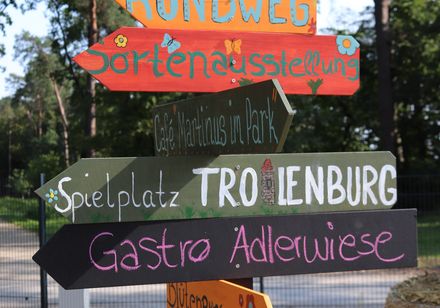 RUNDWEG
Sortenausstellung
Café Martinus im Park
Spielplatz TROLLENBURG
Gastro Adlerwiese